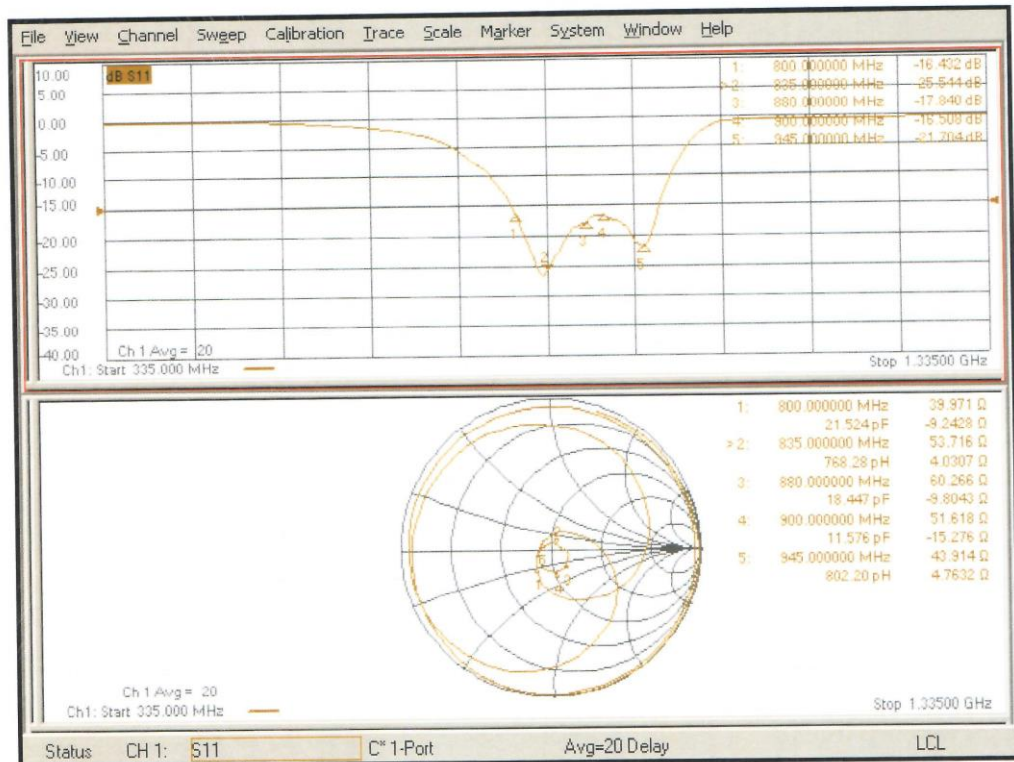 File View Channel Sweep Calibration Trace Scale Marker System Window Help
10.00
5.00
0.00
-5.00
-10.00
-15.00
-20.00
-25.00
-30.00
-35.00
-40.00
dB S11
1: 800.000000 MHz -16.432 dB
>2: 835.000000 MHz -25.544 dB
3: 880.000000 MHz -17.840 dB
4: 900.000000 MHz -16.508 dB
5: 945.000000 MHz -21.704 dB
1
2
3
4
5
Ch 1 Avg = 20
Ch1: Start 335.000 MHz
Stop 1.33500 GHz
1: 800.000000 MHz 39.971 Ω
21.524 pF -9.2428 Ω
>2: 835.000000 MHz 53.716 Ω
768.28 pH 4.0307 Ω
3: 880.000000 MHz 60.266 Ω
18.447 pF -9.8043 Ω
4: 900.000000 MHz 51.618 Ω
11.576 pF -15.276 Ω
5: 945.000000 MHz 43.914 Ω
802.20 pH 4.7632 Ω
Ch 1 Avg = 20
Ch1: Start 335.000 MHz
Stop 1.33500 GHz
Status CH 1: S11 C* 1-Port Avg=20 Delay LCL